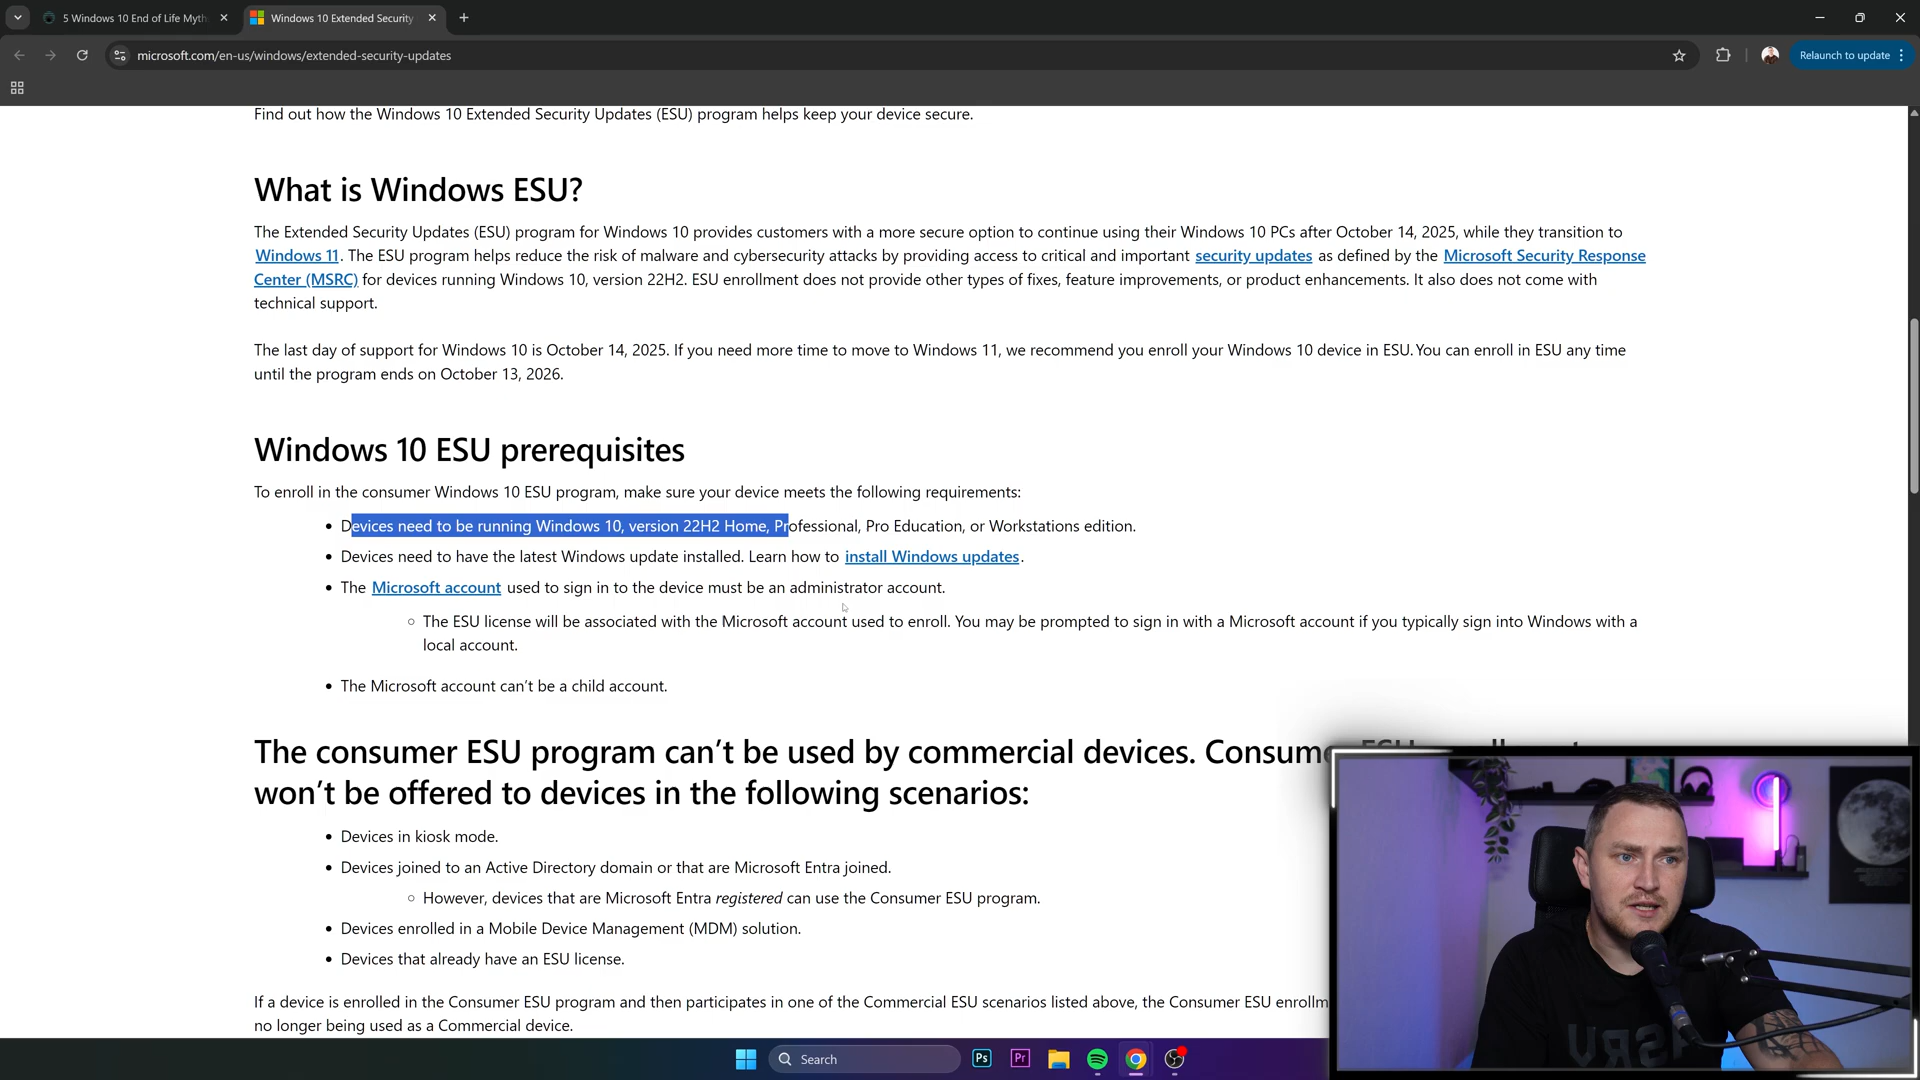 5 Windows 10 End of Life Myth
Windows 10 Extended Security
microsoft.com/en-us/windows/extended-security-updates
Relaunch to update
Find out how the Windows 10 Extended Security Updates (ESU) program helps keep your device secure.
What is Windows ESU?
The Extended Security Updates (ESU) program for Windows 10 provides customers with a more secure option to continue using their Windows 10 PCs after October 14, 2025, while they transition to
Windows 11. The ESU program helps reduce the risk of malware and cybersecurity attacks by providing access to critical and important security updates as defined by the Microsoft Security Response
Center (MSRC) for devices running Windows 10, version 22H2. ESU enrollment does not provide other types of fixes, feature improvements, or product enhancements. It also does not come with
technical support.
The last day of support for Windows 10 is October 14, 2025. If you need more time to move to Windows 11, we recommend you enroll your Windows 10 device in ESU. You can enroll in ESU any time
until the program ends on October 13, 2026.
Windows 10 ESU prerequisites
To enroll in the consumer Windows 10 ESU program, make sure your device meets the following requirements:
• Devices need to be running Windows 10, version 22H2 Home, Professional, Pro Education, or Workstations edition.
• Devices need to have the latest Windows update installed. Learn how to install Windows updates.
• The Microsoft account used to sign in to the device must be an administrator account.
○ The ESU license will be associated with the Microsoft account used to enroll. You may be prompted to sign in with a Microsoft account if you typically sign into Windows with a
local account.
• The Microsoft account can't be a child account.
The consumer ESU program can't be used by commercial devices. Consumer
won't be offered to devices in the following scenarios:
• Devices in kiosk mode.
• Devices joined to an Active Directory domain or that are Microsoft Entra joined.
○ However, devices that are Microsoft Entra registered can use the Consumer ESU program.
• Devices enrolled in a Mobile Device Management (MDM) solution.
• Devices that already have an ESU license.
If a device is enrolled in the Consumer ESU program and then participates in one of the Commercial ESU scenarios listed above, the Consumer ESU enrollm
no longer being used as a Commercial device.
Search
Ps
Pr